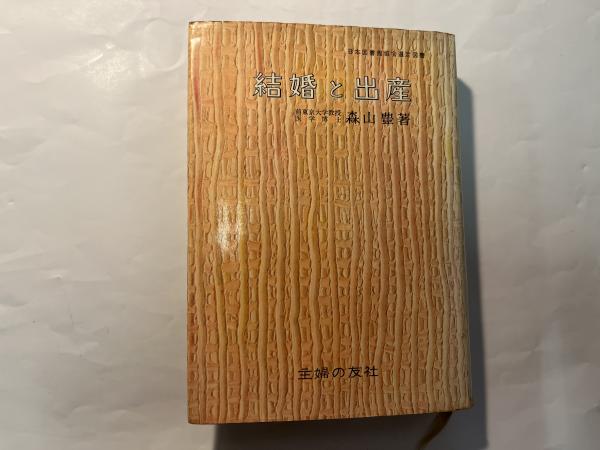 日本図書館協会選定図書
結婚と出産
前東京大学教授
医学博士
森山豊著
主婦の友社